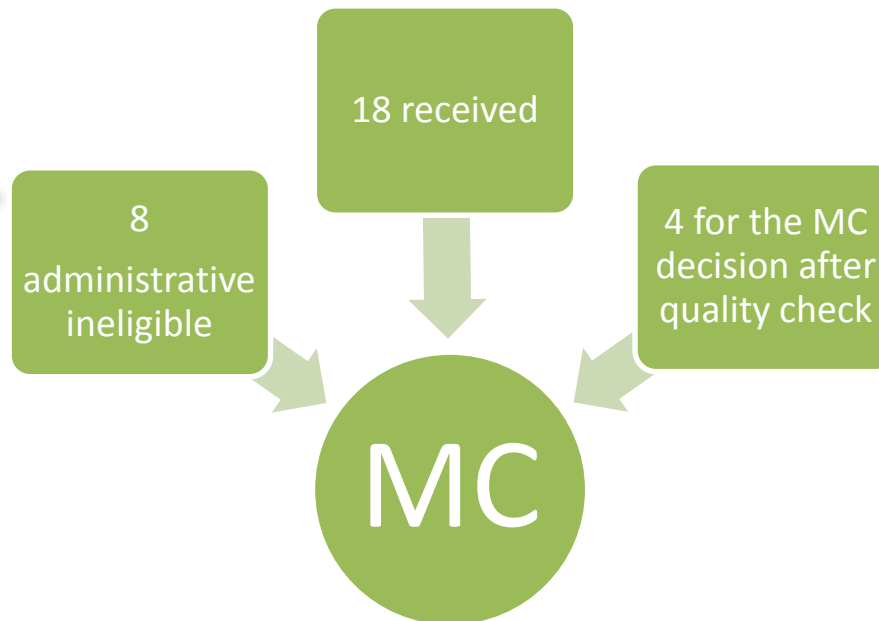 18 received
8
administrative
ineligible
4 for the MC
decision after
quality check
MC